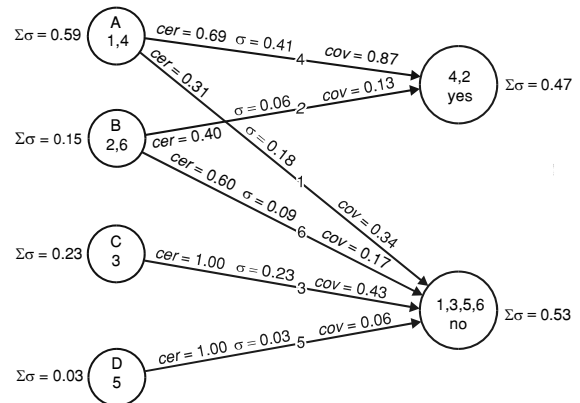 Σσ = 0.59
A
1,4
cer = 0.69 σ = 0.41 cov = 0.87
4
cer = 0.31
σ = 0.18
1
cov = 0.34
4,2
yes
Σσ = 0.47
Σσ = 0.15
B
2,6
cer = 0.40
σ = 0.06
2
cov = 0.13
cer = 0.60 σ = 0.09
6
cov = 0.17
Σσ = 0.23
C
3
cer = 1.00 σ = 0.23
3
cov = 0.43
1,3,5,6
no
Σσ = 0.53
Σσ = 0.03
D
5
cer = 1.00 σ = 0.03
5
cov = 0.06